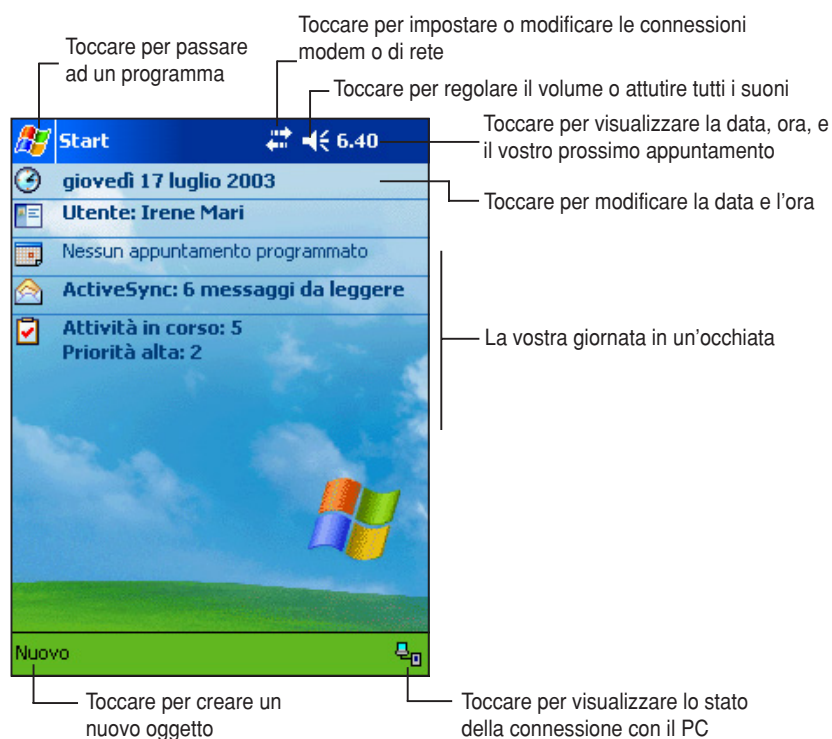 Toccare per impostare o modificare le connessioni
modem o di rete
Toccare per passare
ad un programma
Toccare per regolare il volume o attutire tutti i suoni
Toccare per visualizzare la data, ora, e
il vostro prossimo appuntamento
Start 6.40
giovedì 17 luglio 2003
Toccare per modificare la data e l'ora
Utente: Irene Mari
Nessun appuntamento programmato
ActiveSync: 6 messaggi da leggere
Attività in corso: 5
Priorità alta: 2
La vostra giornata in un'occhiata
Nuovo
Toccare per creare un
nuovo oggetto
Toccare per visualizzare lo stato
della connessione con il PC